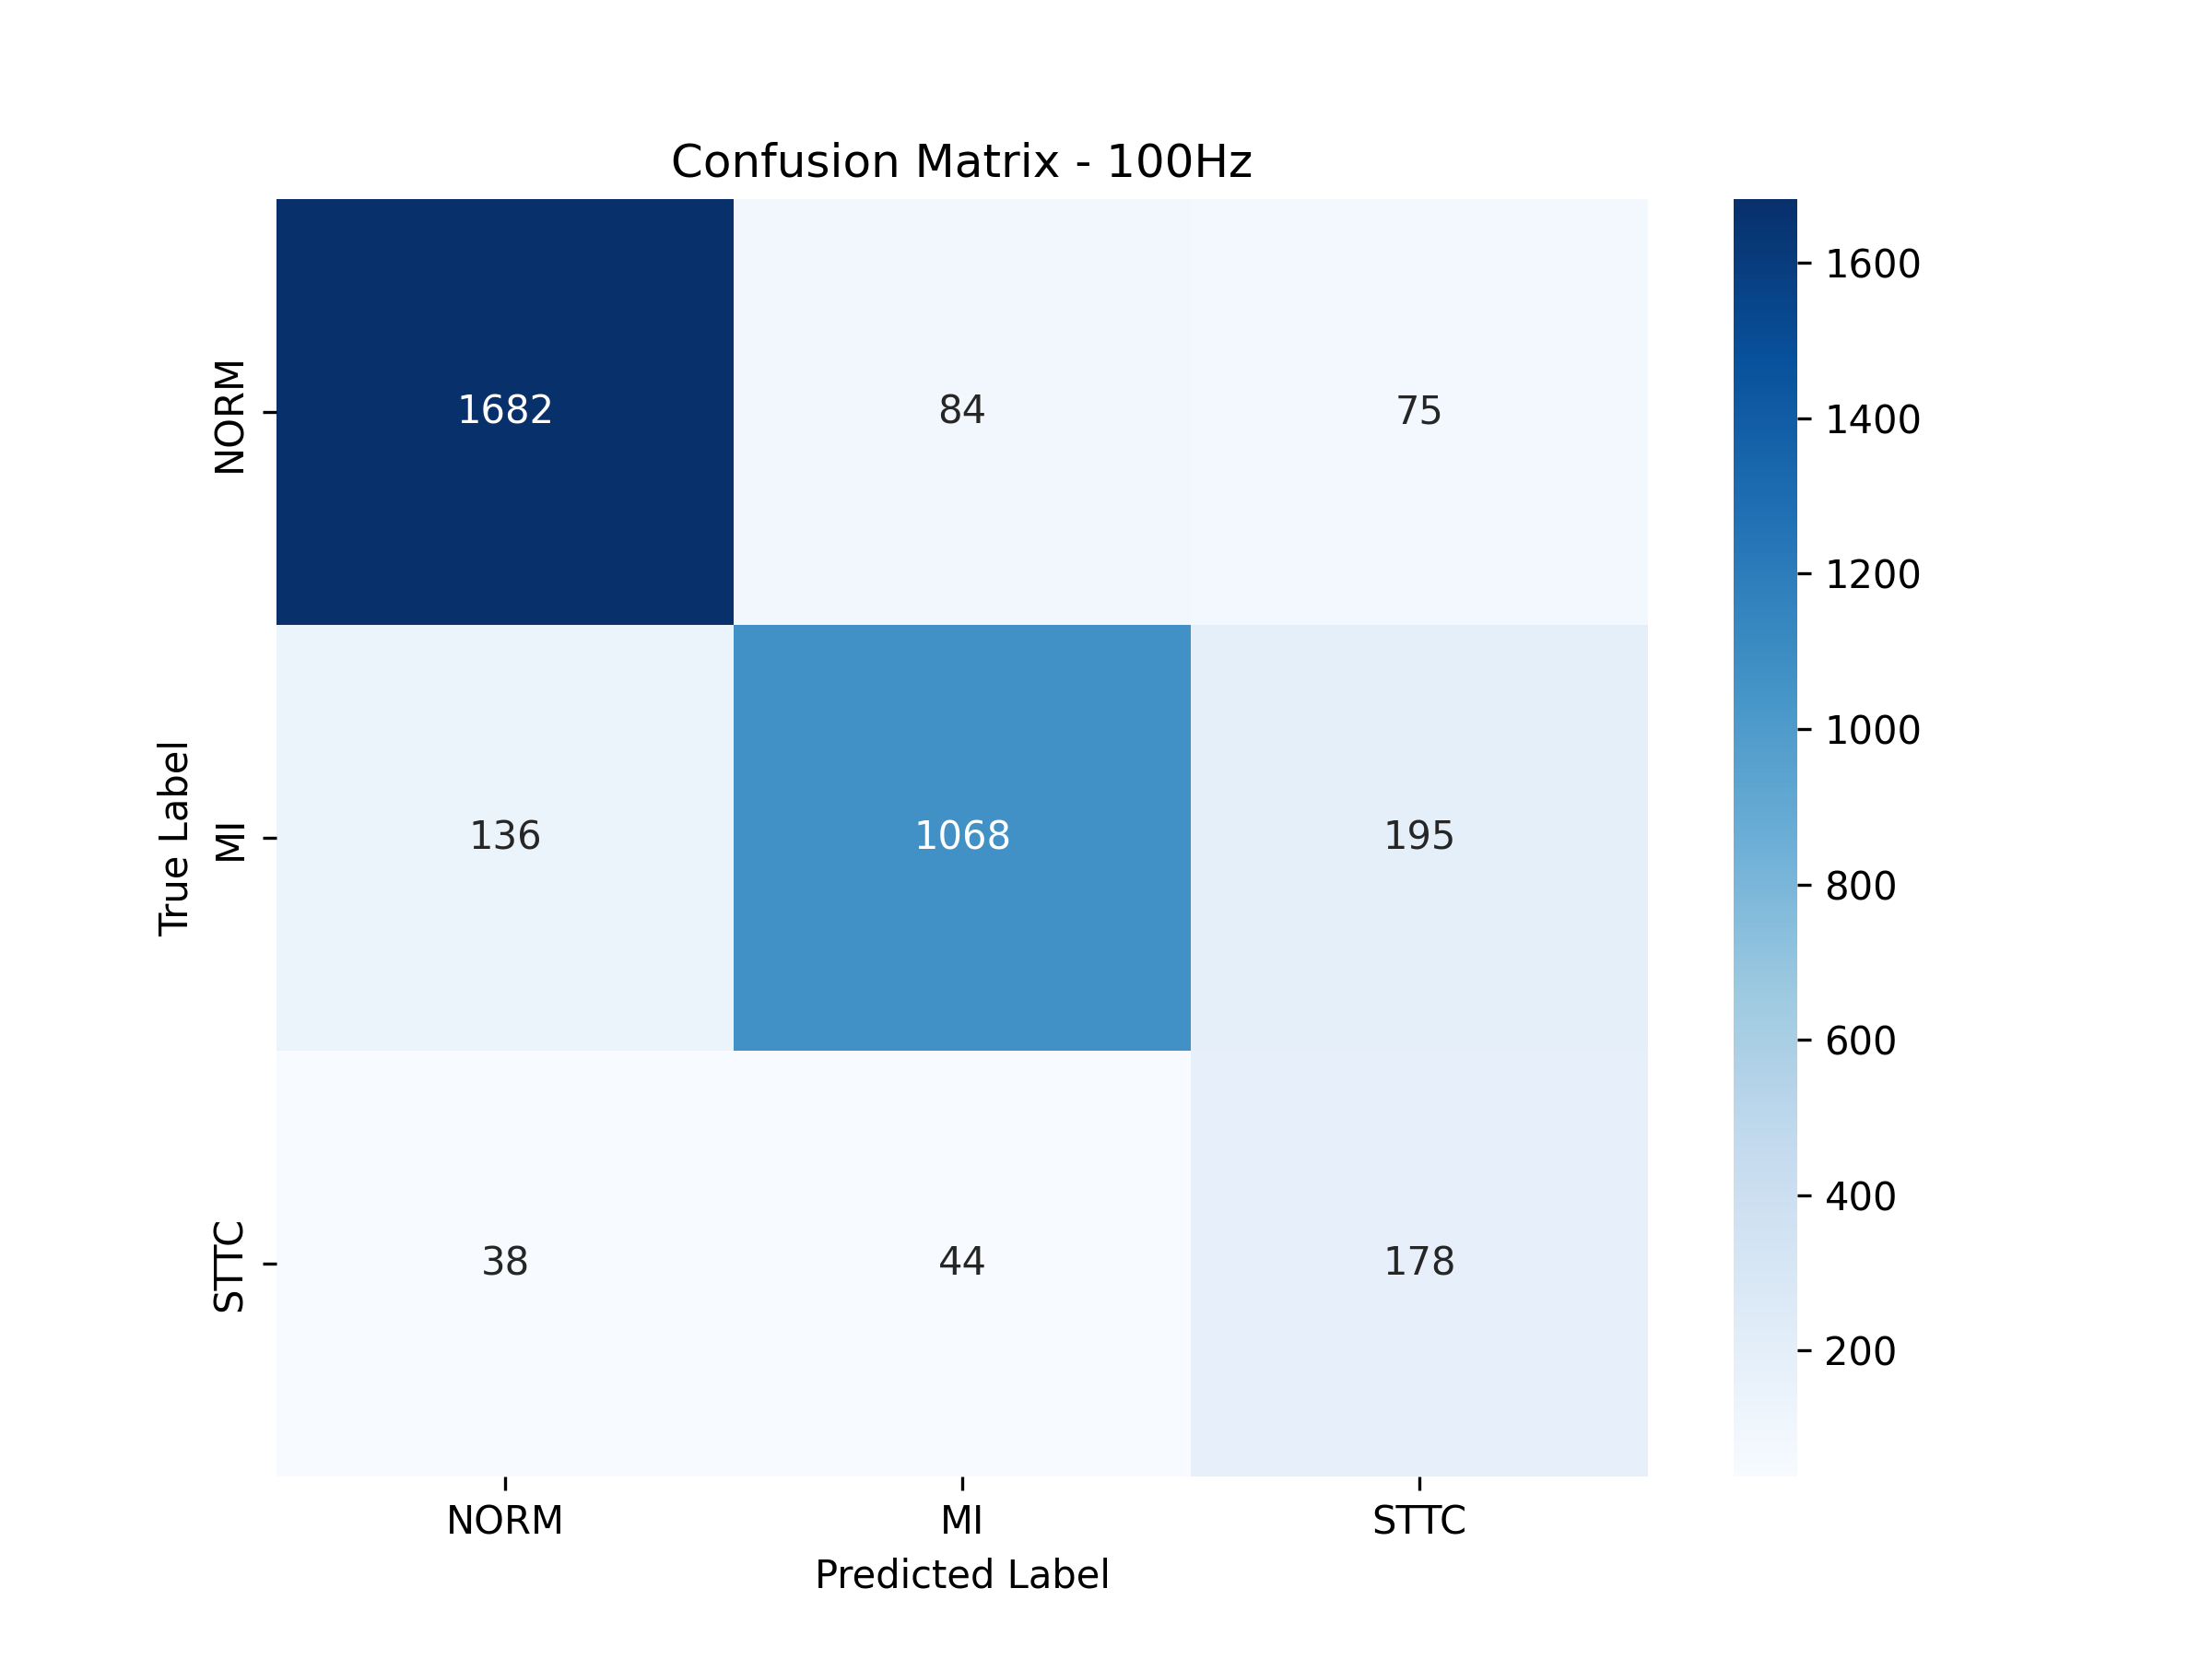 Confusion Matrix - 100Hz
1600
1400
1200
1000
800
600
400
200
True Label
NORM
1682 84 75
MI
136 1068 195
STTC
38 44 178
NORM MI STTC
Predicted Label